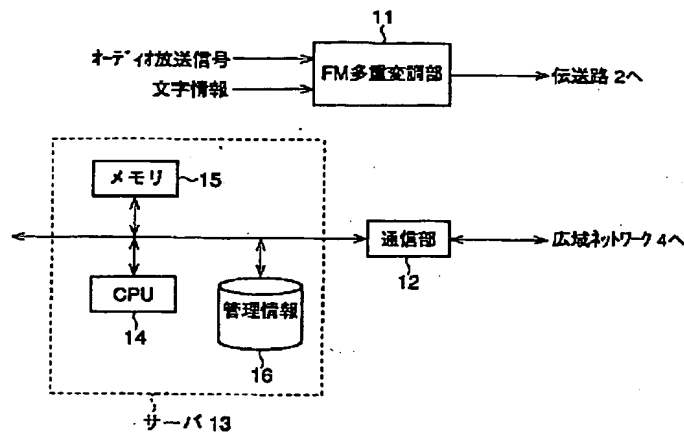 11
オーディオ放送信号
文字情報
FM多重変調部
伝送路2へ
メモリ
15
CPU
14
管理情報
16
通信部
12
広域ネットワーク4へ
サーバ13